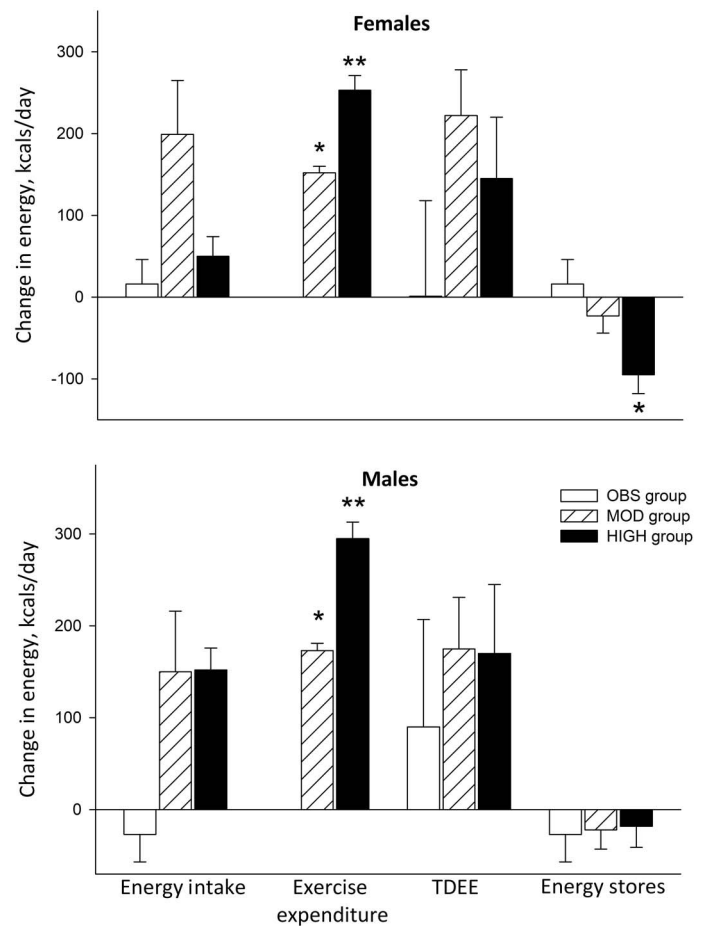 Females
Change in energy, kcals/day
300
200
100
0
-100
*
**
*
Males
Change in energy, kcals/day
300
200
100
0
*
**
OBS group
MOD group
HIGH group
Energy intake
Exercise
expenditure
TDEE
Energy stores